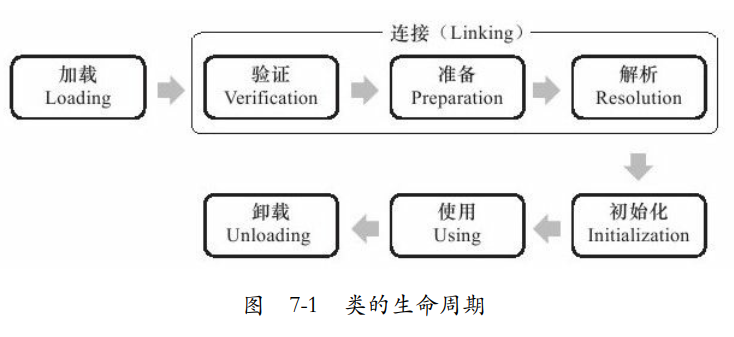 连接（Linking）
加载
Loading
验证
Verification
准备
Preparation
解析
Resolution
初始化
Initialization
使用
Using
卸载
Unloading
图 7-1 类的生命周期